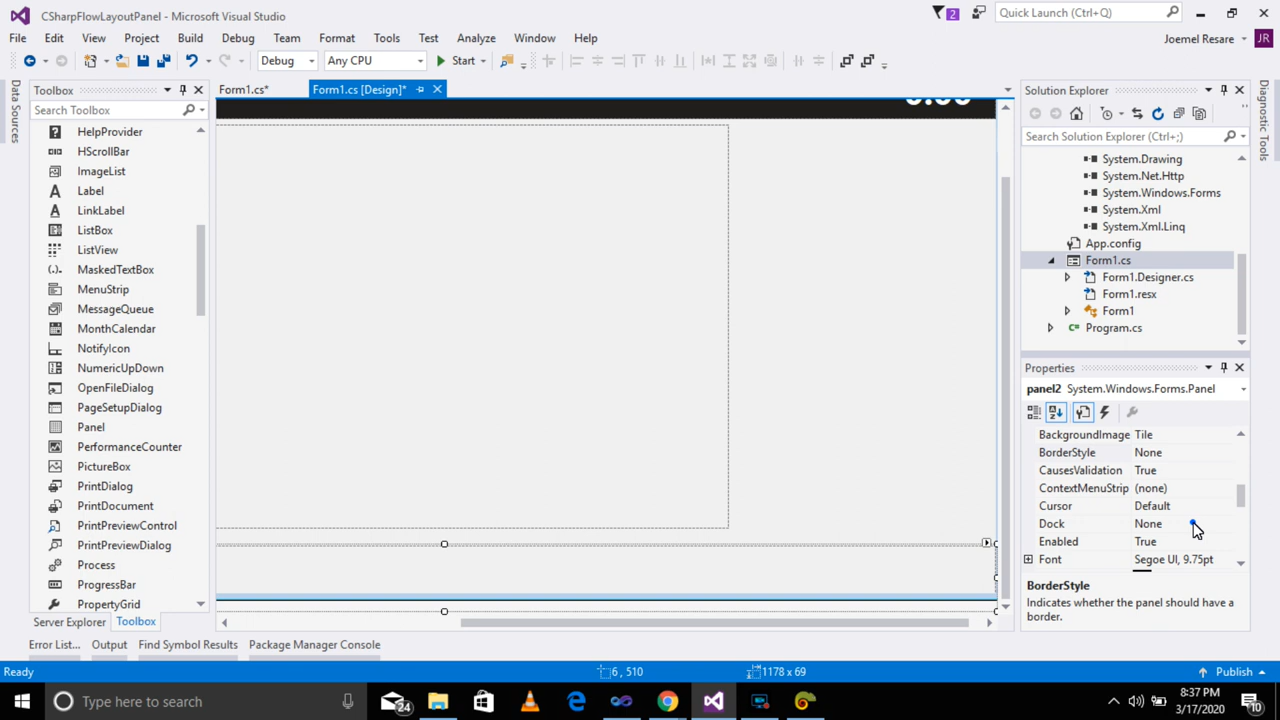 CSharpFlowLayoutPanel - Microsoft Visual Studio
2
Quick Launch (Ctrl+Q)
File Edit View Project Build Debug Team Format Tools Test Analyze Window Help
Joemel Resare
JR
Debug
Any CPU
Start
Data Sources
Toolbox
Search Toolbox
HelpProvider
HScrollBar
ImageList
Label
LinkLabel
ListBox
ListView
MaskedTextBox
MenuStrip
MessageQueue
MonthCalendar
NotifyIcon
NumericUpDown
OpenFileDialog
PageSetupDialog
Panel
PerformanceCounter
PictureBox
PrintDialog
PrintDocument
PrintPreviewControl
PrintPreviewDialog
Process
ProgressBar
PropertyGrid
Server Explorer Toolbox
Form1.cs*
Form1.cs [Design]*
Solution Explorer
Search Solution Explorer (Ctrl+;)
System.Drawing
System.Net.Http
System.Windows.Forms
System.Xml
System.Xml.Linq
App.config
Form1.cs
Form1.Designer.cs
Form1.resx
Form1
Program.cs
Properties
panel2 System.Windows.Forms.Panel
BackgroundImage Tile
BorderStyle None
CausesValidation True
ContextMenuStrip (none)
Cursor Default
Dock None
Enabled True
Font Segoe UI, 9.75pt
BorderStyle
Indicates whether the panel should have a
border.
Diagnostic Tools
Error List... Output Find Symbol Results Package Manager Console
Ready
6 , 510
1178 x 69
Publish
Type here to search
24
8:37 PM
3/17/2020
10